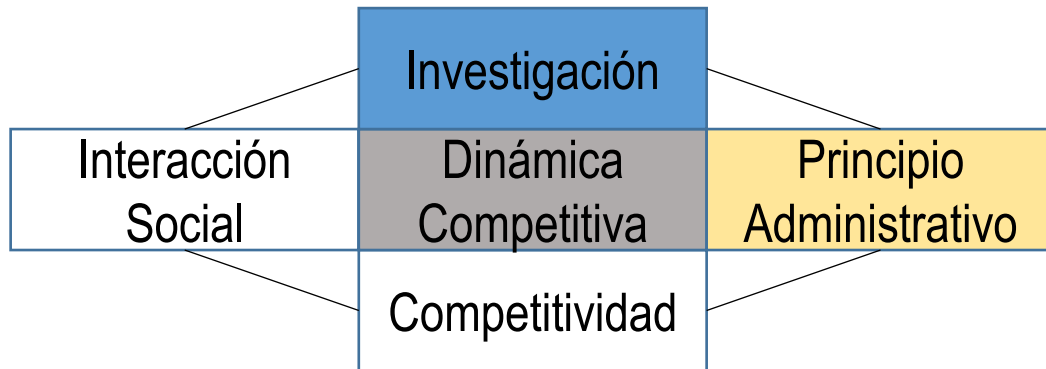 Investigación
Interacción
Social
Dinámica
Competitiva
Principio
Administrativo
Competitividad